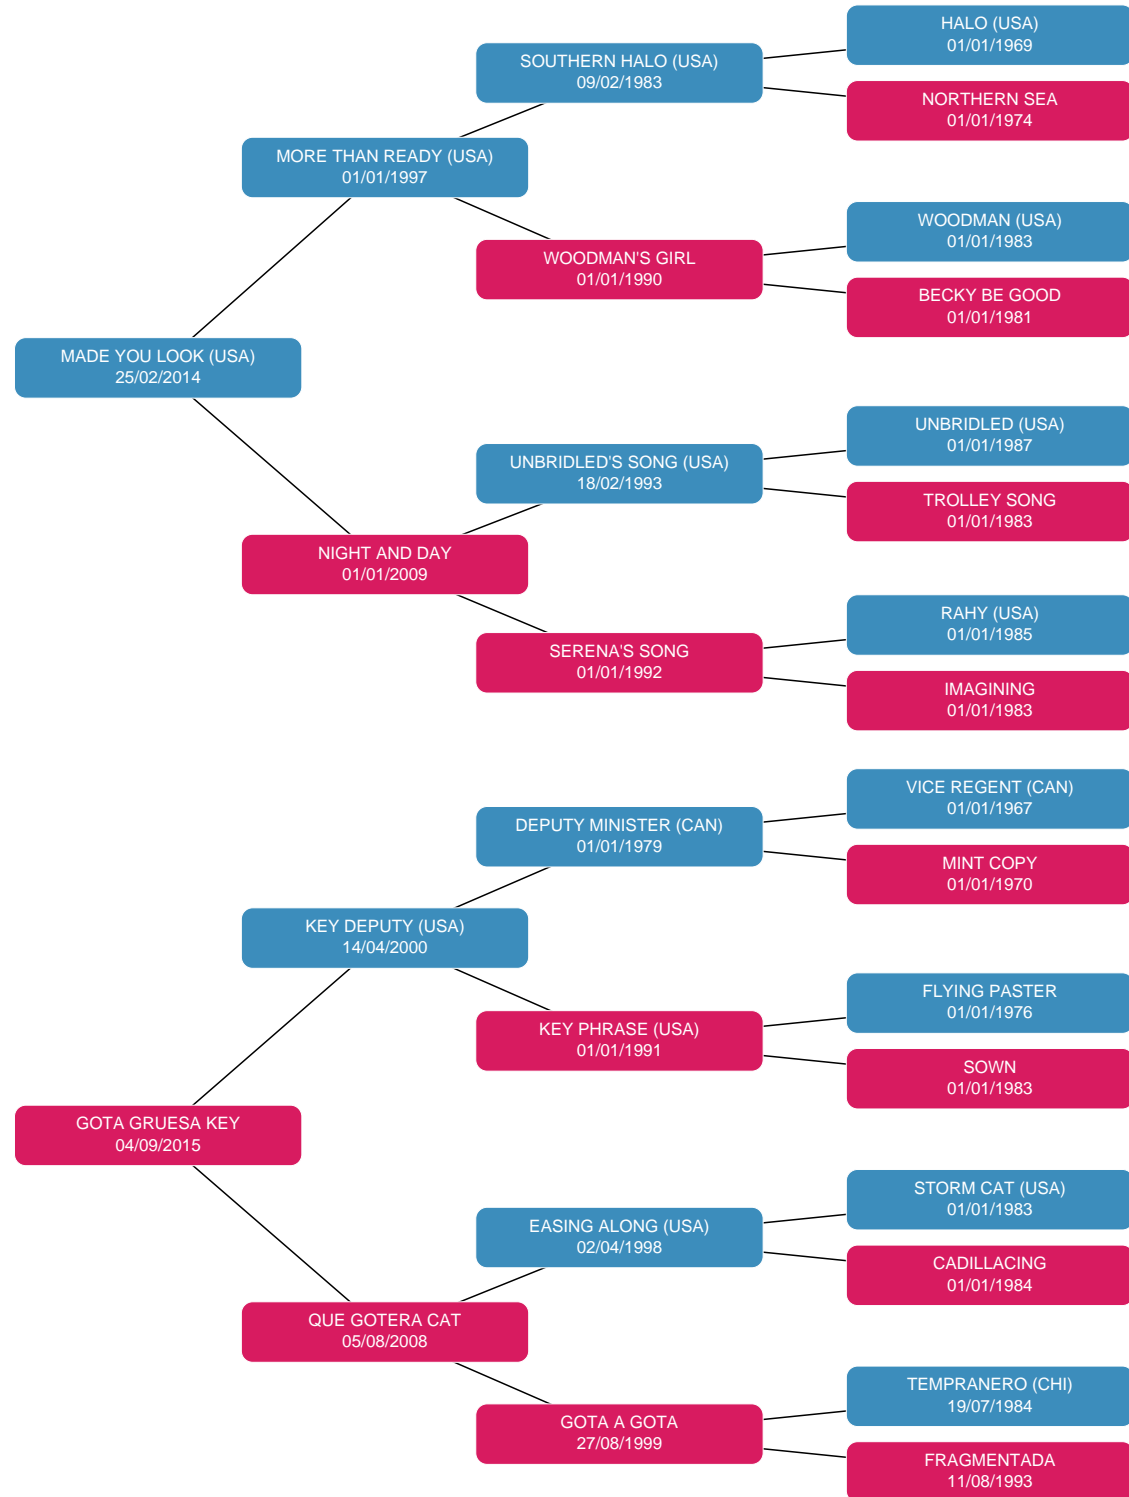 HALO (USA)
01/01/1969
SOUTHERN HALO (USA)
09/02/1983
NORTHERN SEA
01/01/1974
MORE THAN READY (USA)
01/01/1997
WOODMAN (USA)
01/01/1983
WOODMAN'S GIRL
01/01/1990
BECKY BE GOOD
01/01/1981
MADE YOU LOOK (USA)
25/02/2014
UNBRIDLED (USA)
01/01/1987
UNBRIDLED'S SONG (USA)
18/02/1993
TROLLEY SONG
01/01/1983
NIGHT AND DAY
01/01/2009
RAHY (USA)
01/01/1985
SERENA'S SONG
01/01/1992
IMAGINING
01/01/1983
VICE REGENT (CAN)
01/01/1967
DEPUTY MINISTER (CAN)
01/01/1979
MINT COPY
01/01/1970
KEY DEPUTY (USA)
14/04/2000
FLYING PASTER
01/01/1976
KEY PHRASE (USA)
01/01/1991
SOWN
01/01/1983
GOTA GRUESA KEY
04/09/2015
STORM CAT (USA)
01/01/1983
EASING ALONG (USA)
02/04/1998
CADILLACING
01/01/1984
QUE GOTERA CAT
05/08/2008
TEMPRANERO (CHI)
19/07/1984
GOTA A GOTA
27/08/1999
FRAGMENTADA
11/08/1993